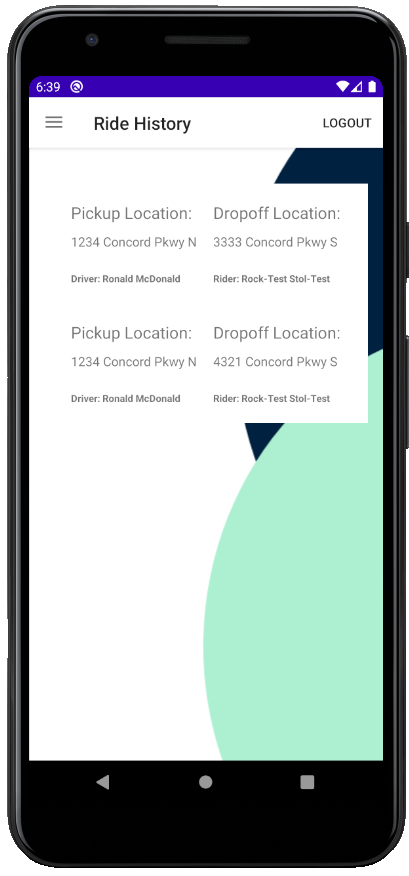 6:39
Ride History LOGOUT
Pickup Location: Dropoff Location:
1234 Concord Pkwy N 3333 Concord Pkwy S
Driver: Ronald McDonald Rider: Rock-Test Stol-Test
Pickup Location: Dropoff Location:
1234 Concord Pkwy N 4321 Concord Pkwy S
Driver: Ronald McDonald Rider: Rock-Test Stol-Test